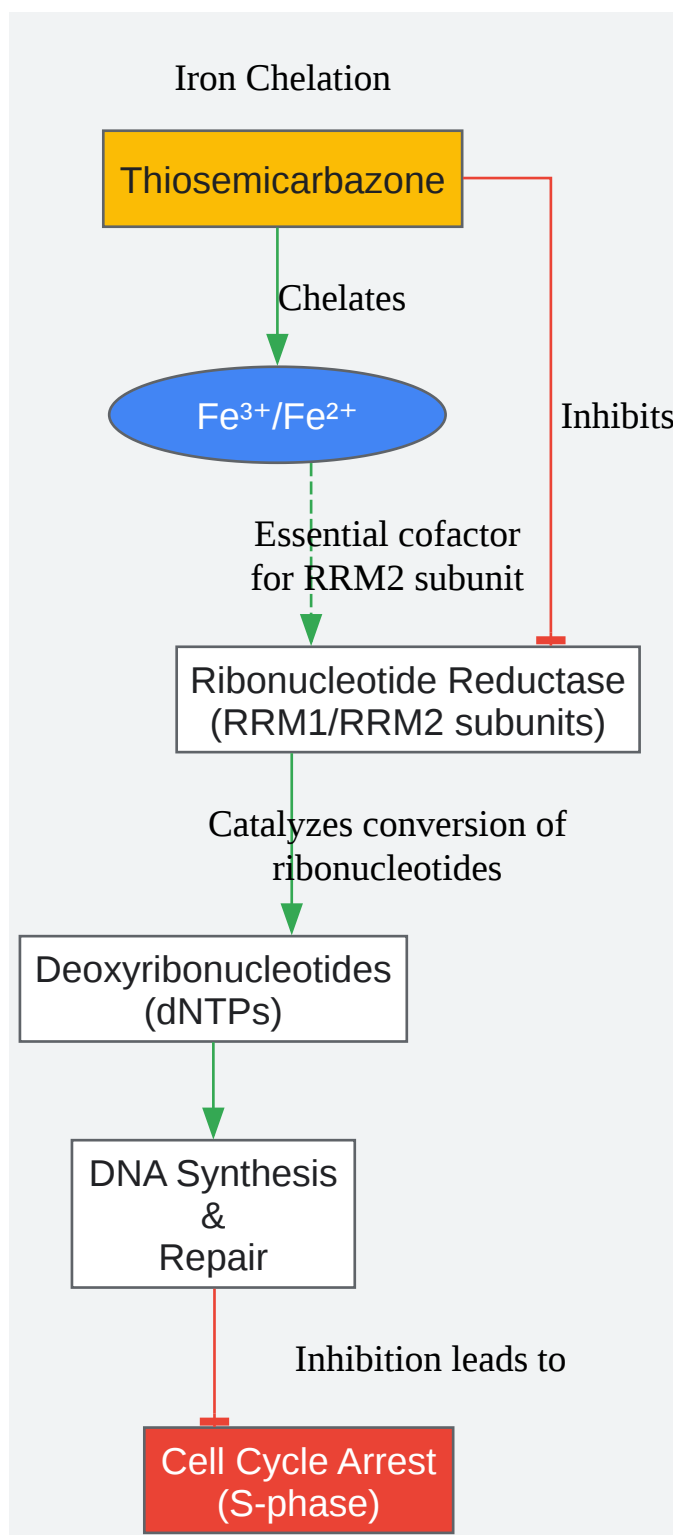 Iron Chelation
Thiosemicarbazone
Chelates
Fe³⁺/Fe²⁺
Inhibits
Essential cofactor
for RRM2 subunit
Ribonucleotide Reductase
(RRM1/RRM2 subunits)
Catalyzes conversion of
ribonucleotides
Deoxyribonucleotides
(dNTPs)
DNA Synthesis
&
Repair
Inhibition leads to
Cell Cycle Arrest
(S-phase)